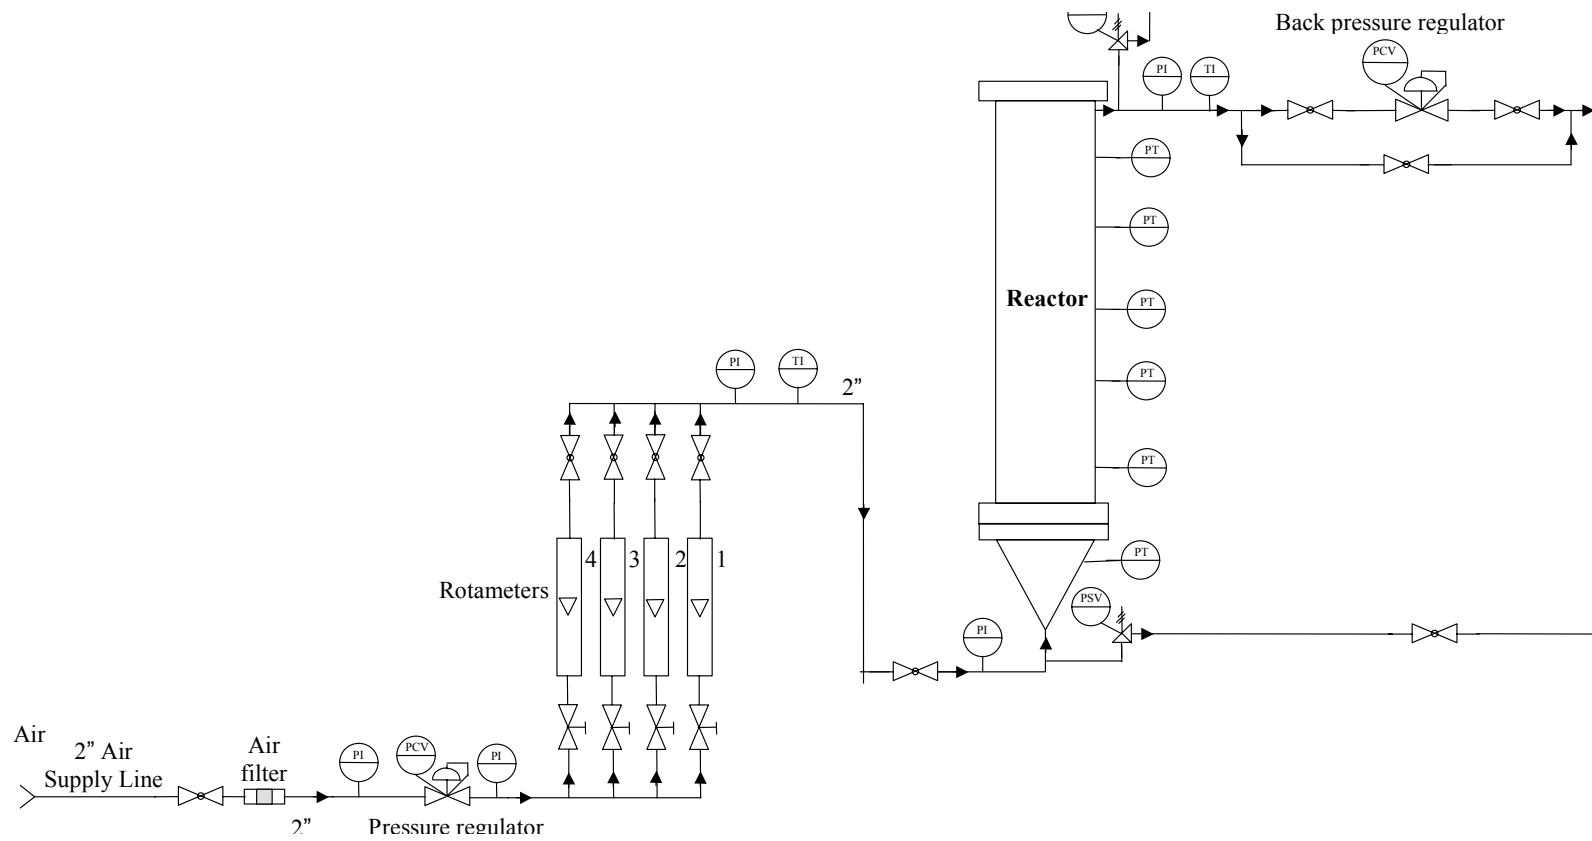 Back pressure regulator
PCV
PI
TI
PT
PT
Reactor
PT
PI
TI
2”
PT
PT
4
3
2
1
Rotameters
PT
PSV
PI
Air
2” Air
Supply Line
Air
filter
PI
PCV
PI
2”
Pressure regulator